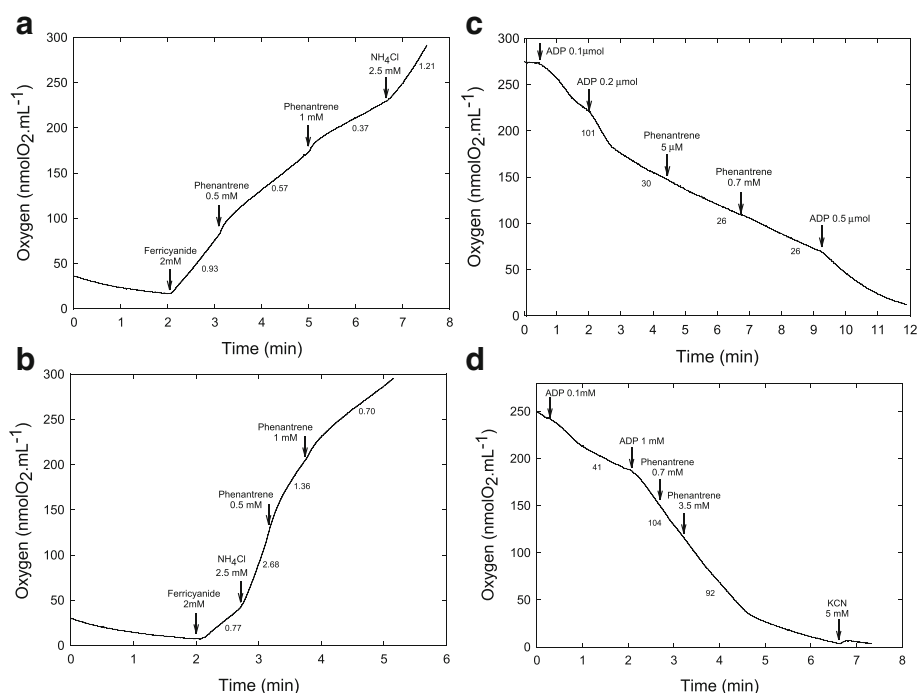 a
300
250
200
150
100
50
0
Oxygen (nmolO2.mL-1)
Ferricyanide
2mM
0.93
Phenantrene
0.5 mM
0.57
Phenantrene
1 mM
0.37
NH4Cl
2.5 mM
1.21
0 1 2 3 4 5 6 7 8
Time (min)
b
300
250
200
150
100
50
0
Oxygen (nmolO2.mL-1)
Ferricyanide
2mM
0.77
NH4Cl
2.5 mM
2.68
Phenantrene
0.5 mM
1.36
Phenantrene
1 mM
0.70
0 1 2 3 4 5 6
Time (min)
c
300
250
200
150
100
50
0
Oxygen (nmolO2.mL-1)
ADP 0.1μmol
ADP 0.2 μmol
101
Phenantrene
5 μM
30
Phenantrene
0.7 mM
26
26
ADP 0.5 μmol
0 1 2 3 4 5 6 7 8 9 10 11 12
Time (min)
d
250
200
150
100
50
0
Oxygen (nmolO2.mL-1)
ADP 0.1mM
41
ADP 1 mM
Phenantrene
0.7 mM
104
Phenantrene
3.5 mM
92
KCN
5 mM
0 1 2 3 4 5 6 7 8
Time (min)